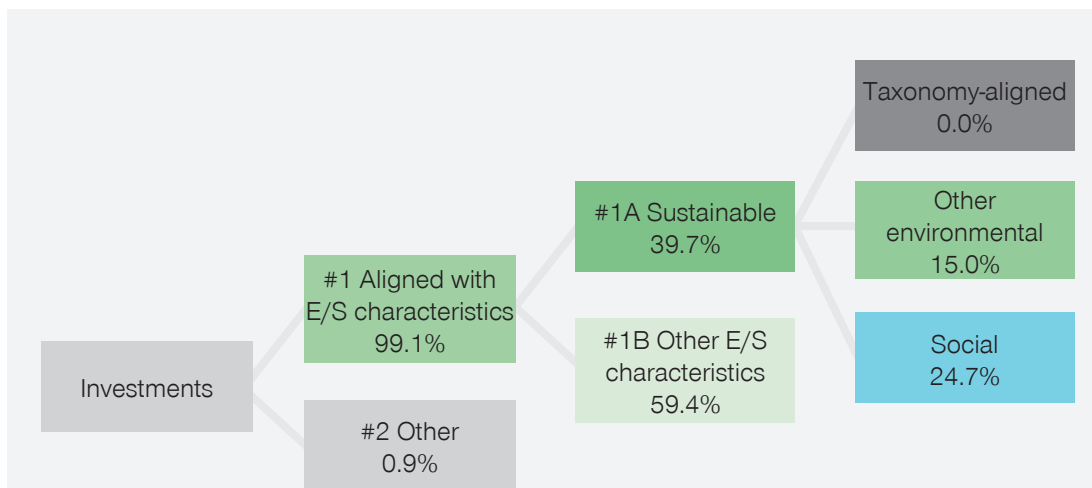 Investments
#1 Aligned with
E/S characteristics
99.1%
#2 Other
0.9%
#1A Sustainable
39.7%
#1B Other E/S
characteristics
59.4%
Taxonomy-aligned
0.0%
Other
environmental
15.0%
Social
24.7%